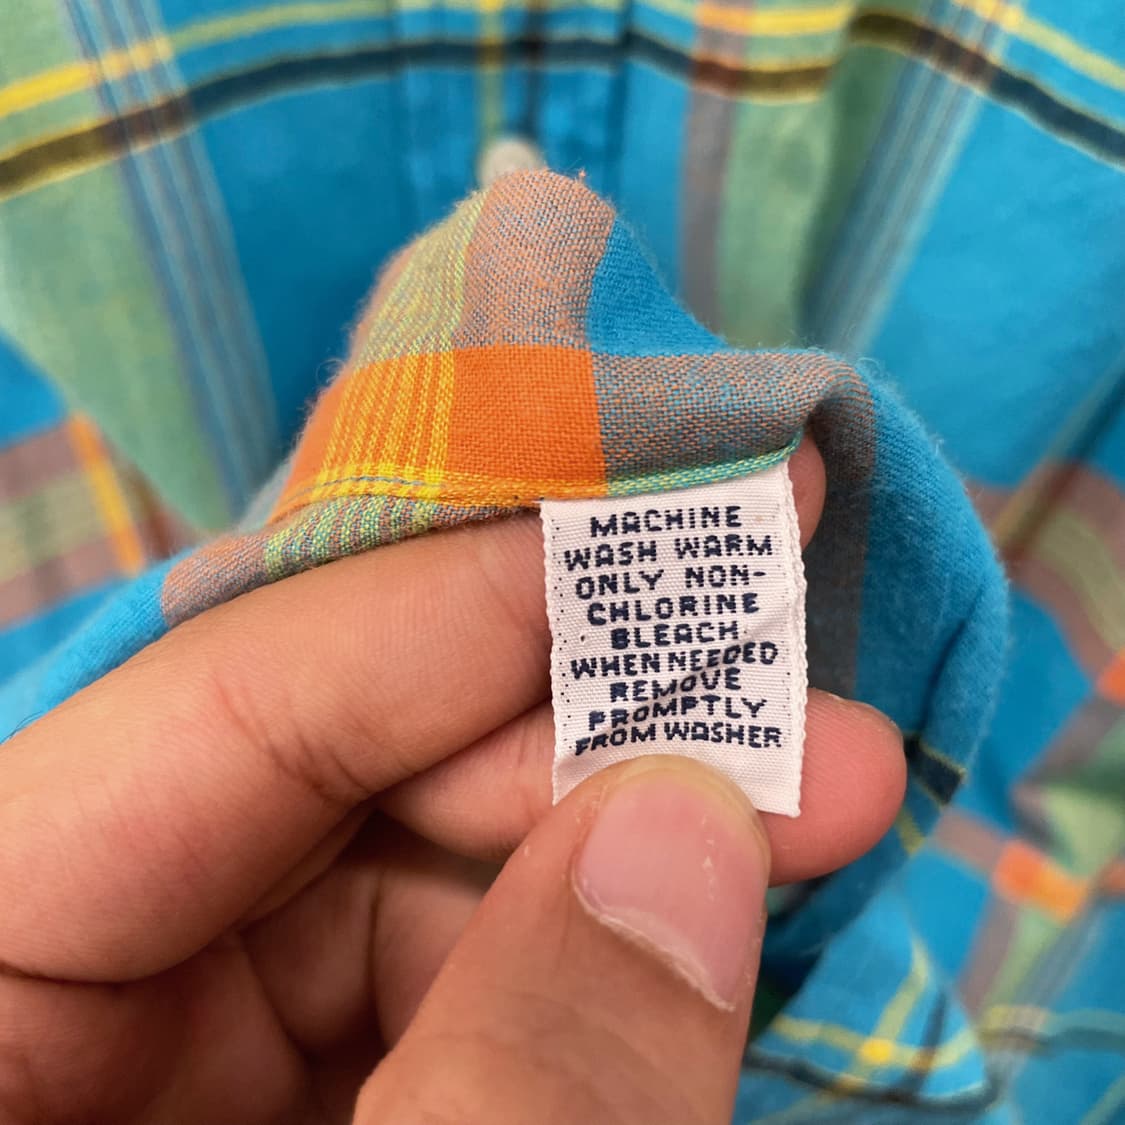 MACHINE
WASH WARM
ONLY NON-
CHLORINE
BLEACH
WHEN NEEDED
REMOVE
PROMPTLY
FROM WASHER